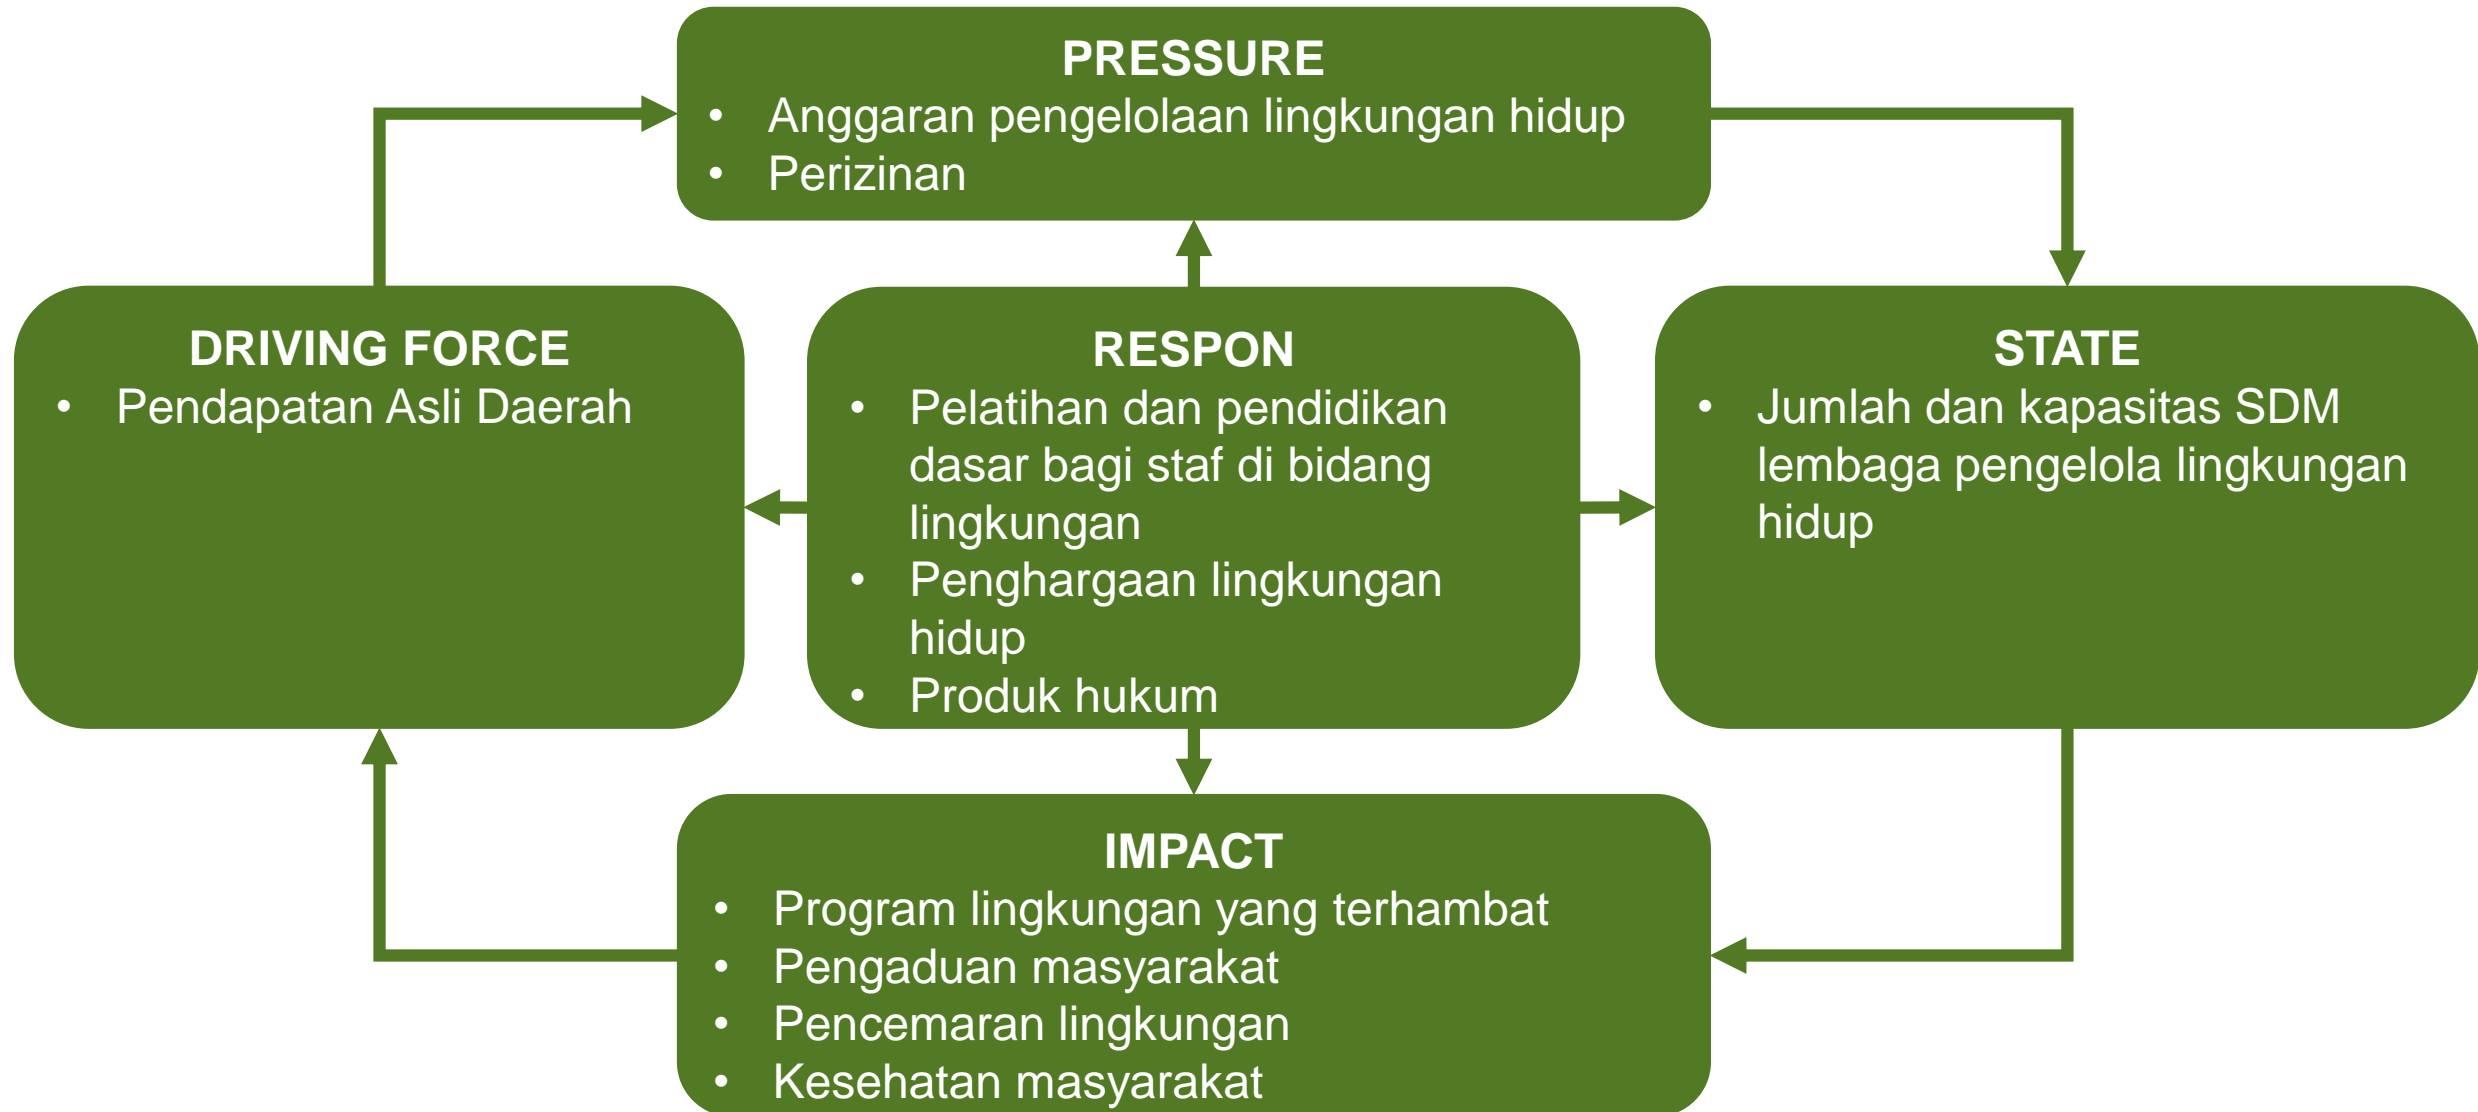 PRESSURE
• Anggaran pengelolaan lingkungan hidup
• Perizinan
DRIVING FORCE
• Pendapatan Asli Daerah
RESPON
• Pelatihan dan pendidikan
dasar bagi staf di bidang
lingkungan
• Penghargaan lingkungan
hidup
• Produk hukum
STATE
• Jumlah dan kapasitas SDM
lembaga pengelola lingkungan
hidup
IMPACT
• Program lingkungan yang terhambat
• Pengaduan masyarakat
• Pencemaran lingkungan
• Kesehatan masyarakat